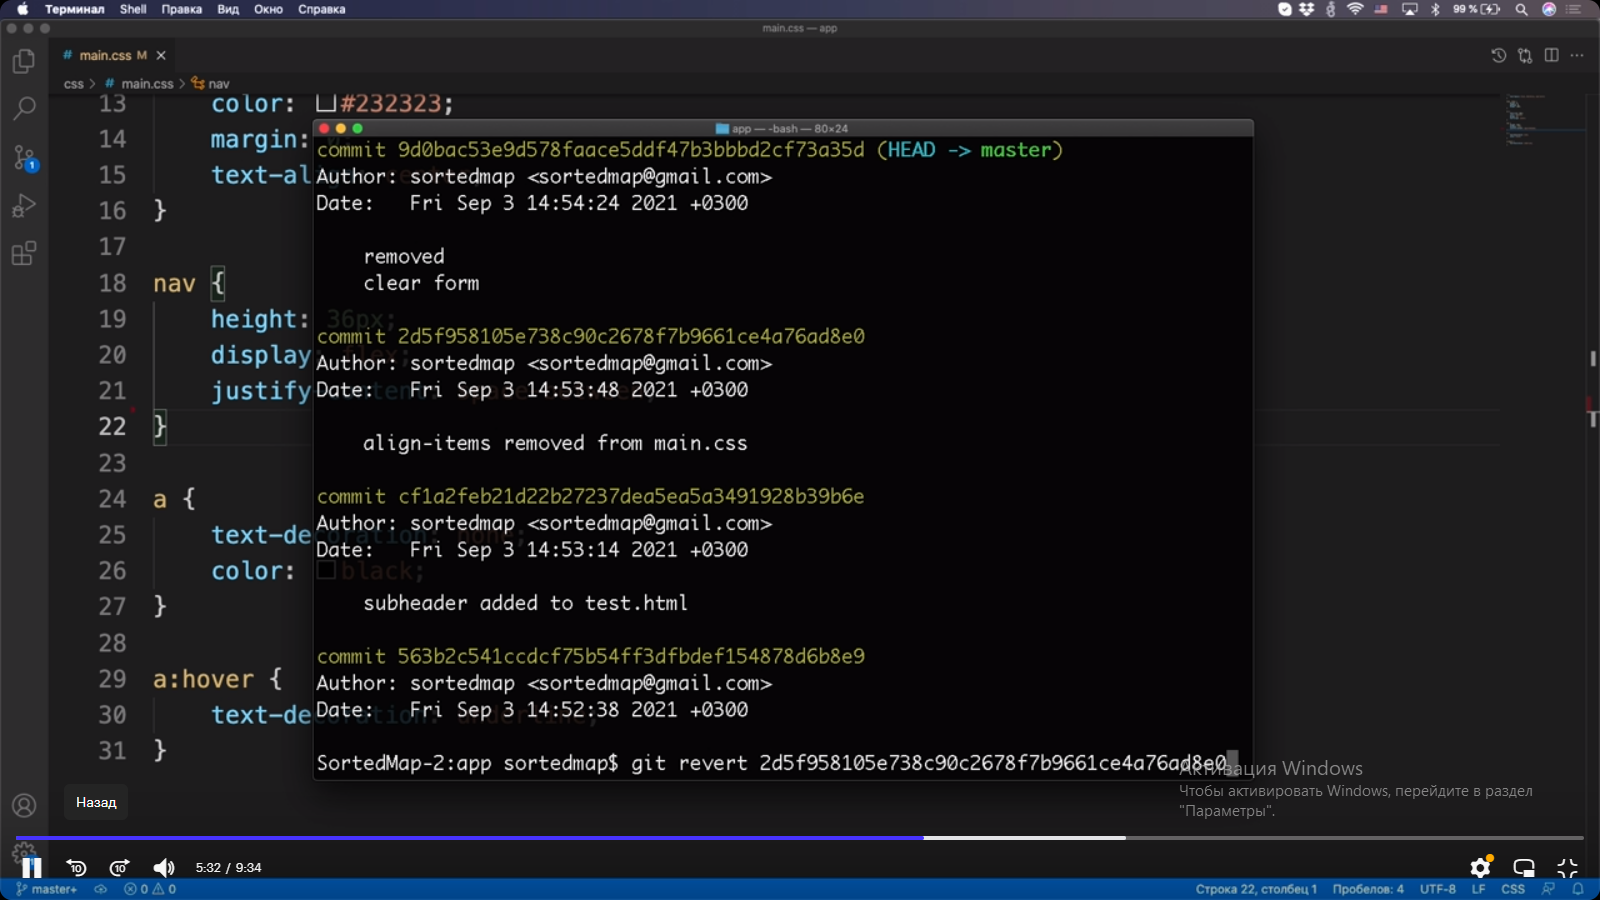 Терминал Shell Правка Вид Окно Справка
99 %
main.css — app
# main.css M ×
css > # main.css > nav
13 color: #232323;
14 margin:
15 text-al
16 }
17
18 nav {
19 height: 36px;
20 display: flex;
21 justify
22 }
23
24 a {
25 text-de
26 color: black;
27 }
28
29 a:hover {
30 text-de
31 }
app — -bash — 80×24
commit 9d0bac53e9d578faace5ddf47b3bbbd2cf73a35d (HEAD -> master)
Author: sortedmap <sortedmap@gmail.com>
Date: Fri Sep 3 14:54:24 2021 +0300
removed
clear form
commit 2d5f958105e738c90c2678f7b9661ce4a76ad8e0
Author: sortedmap <sortedmap@gmail.com>
Date: Fri Sep 3 14:53:48 2021 +0300
align-items removed from main.css
commit cf1a2feb21d22b27237dea5ea5a3491928b39b6e
Author: sortedmap <sortedmap@gmail.com>
Date: Fri Sep 3 14:53:14 2021 +0300
subheader added to test.html
commit 563b2c541ccdcf75b54ff3dfbdef154878d6b8e9
Author: sortedmap <sortedmap@gmail.com>
Date: Fri Sep 3 14:52:38 2021 +0300
SortedMap-2:app sortedmap$ git revert 2d5f958105e738c90c2678f7b9661ce4a76ad8e0
Активация Windows
Чтобы активировать Windows, перейдите в раздел
"Параметры".
Назад
5:32 / 9:34
master+ 0 0 Строка 22, столбец 1 Пробелов: 4 UTF-8 LF CSS